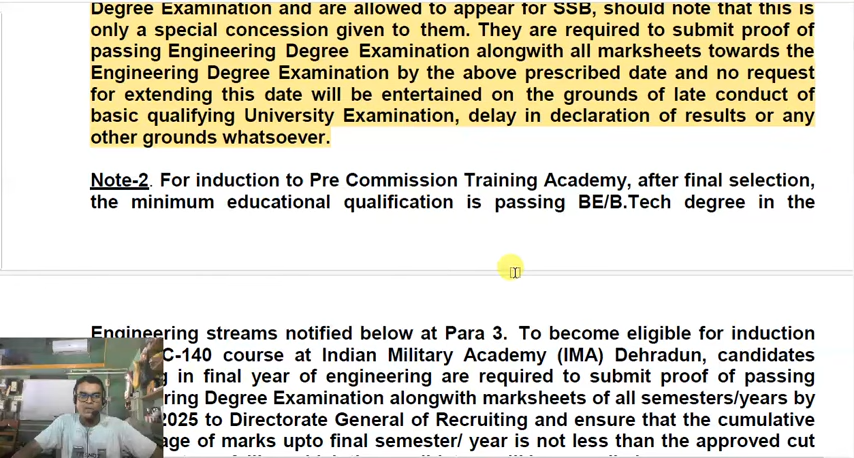 Degree Examination and are allowed to appear for SSB, should note that this is
only a special concession given to them. They are required to submit proof of
passing Engineering Degree Examination alongwith all marksheets towards the
Engineering Degree Examination by the above prescribed date and no request
for extending this date will be entertained on the grounds of late conduct of
basic qualifying University Examination, delay in declaration of results or any
other grounds whatsoever.
Note-2. For induction to Pre Commission Training Academy, after final selection,
the minimum educational qualification is passing BE/B.Tech degree in the
Engineering streams notified below at Para 3. To become eligible for induction
C-140 course at Indian Military Academy (IMA) Dehradun, candidates
in final year of engineering are required to submit proof of passing
ring Degree Examination alongwith marksheets of all semesters/years by
2025 to Directorate General of Recruiting and ensure that the cumulative
age of marks upto final semester/ year is not less than the approved cut